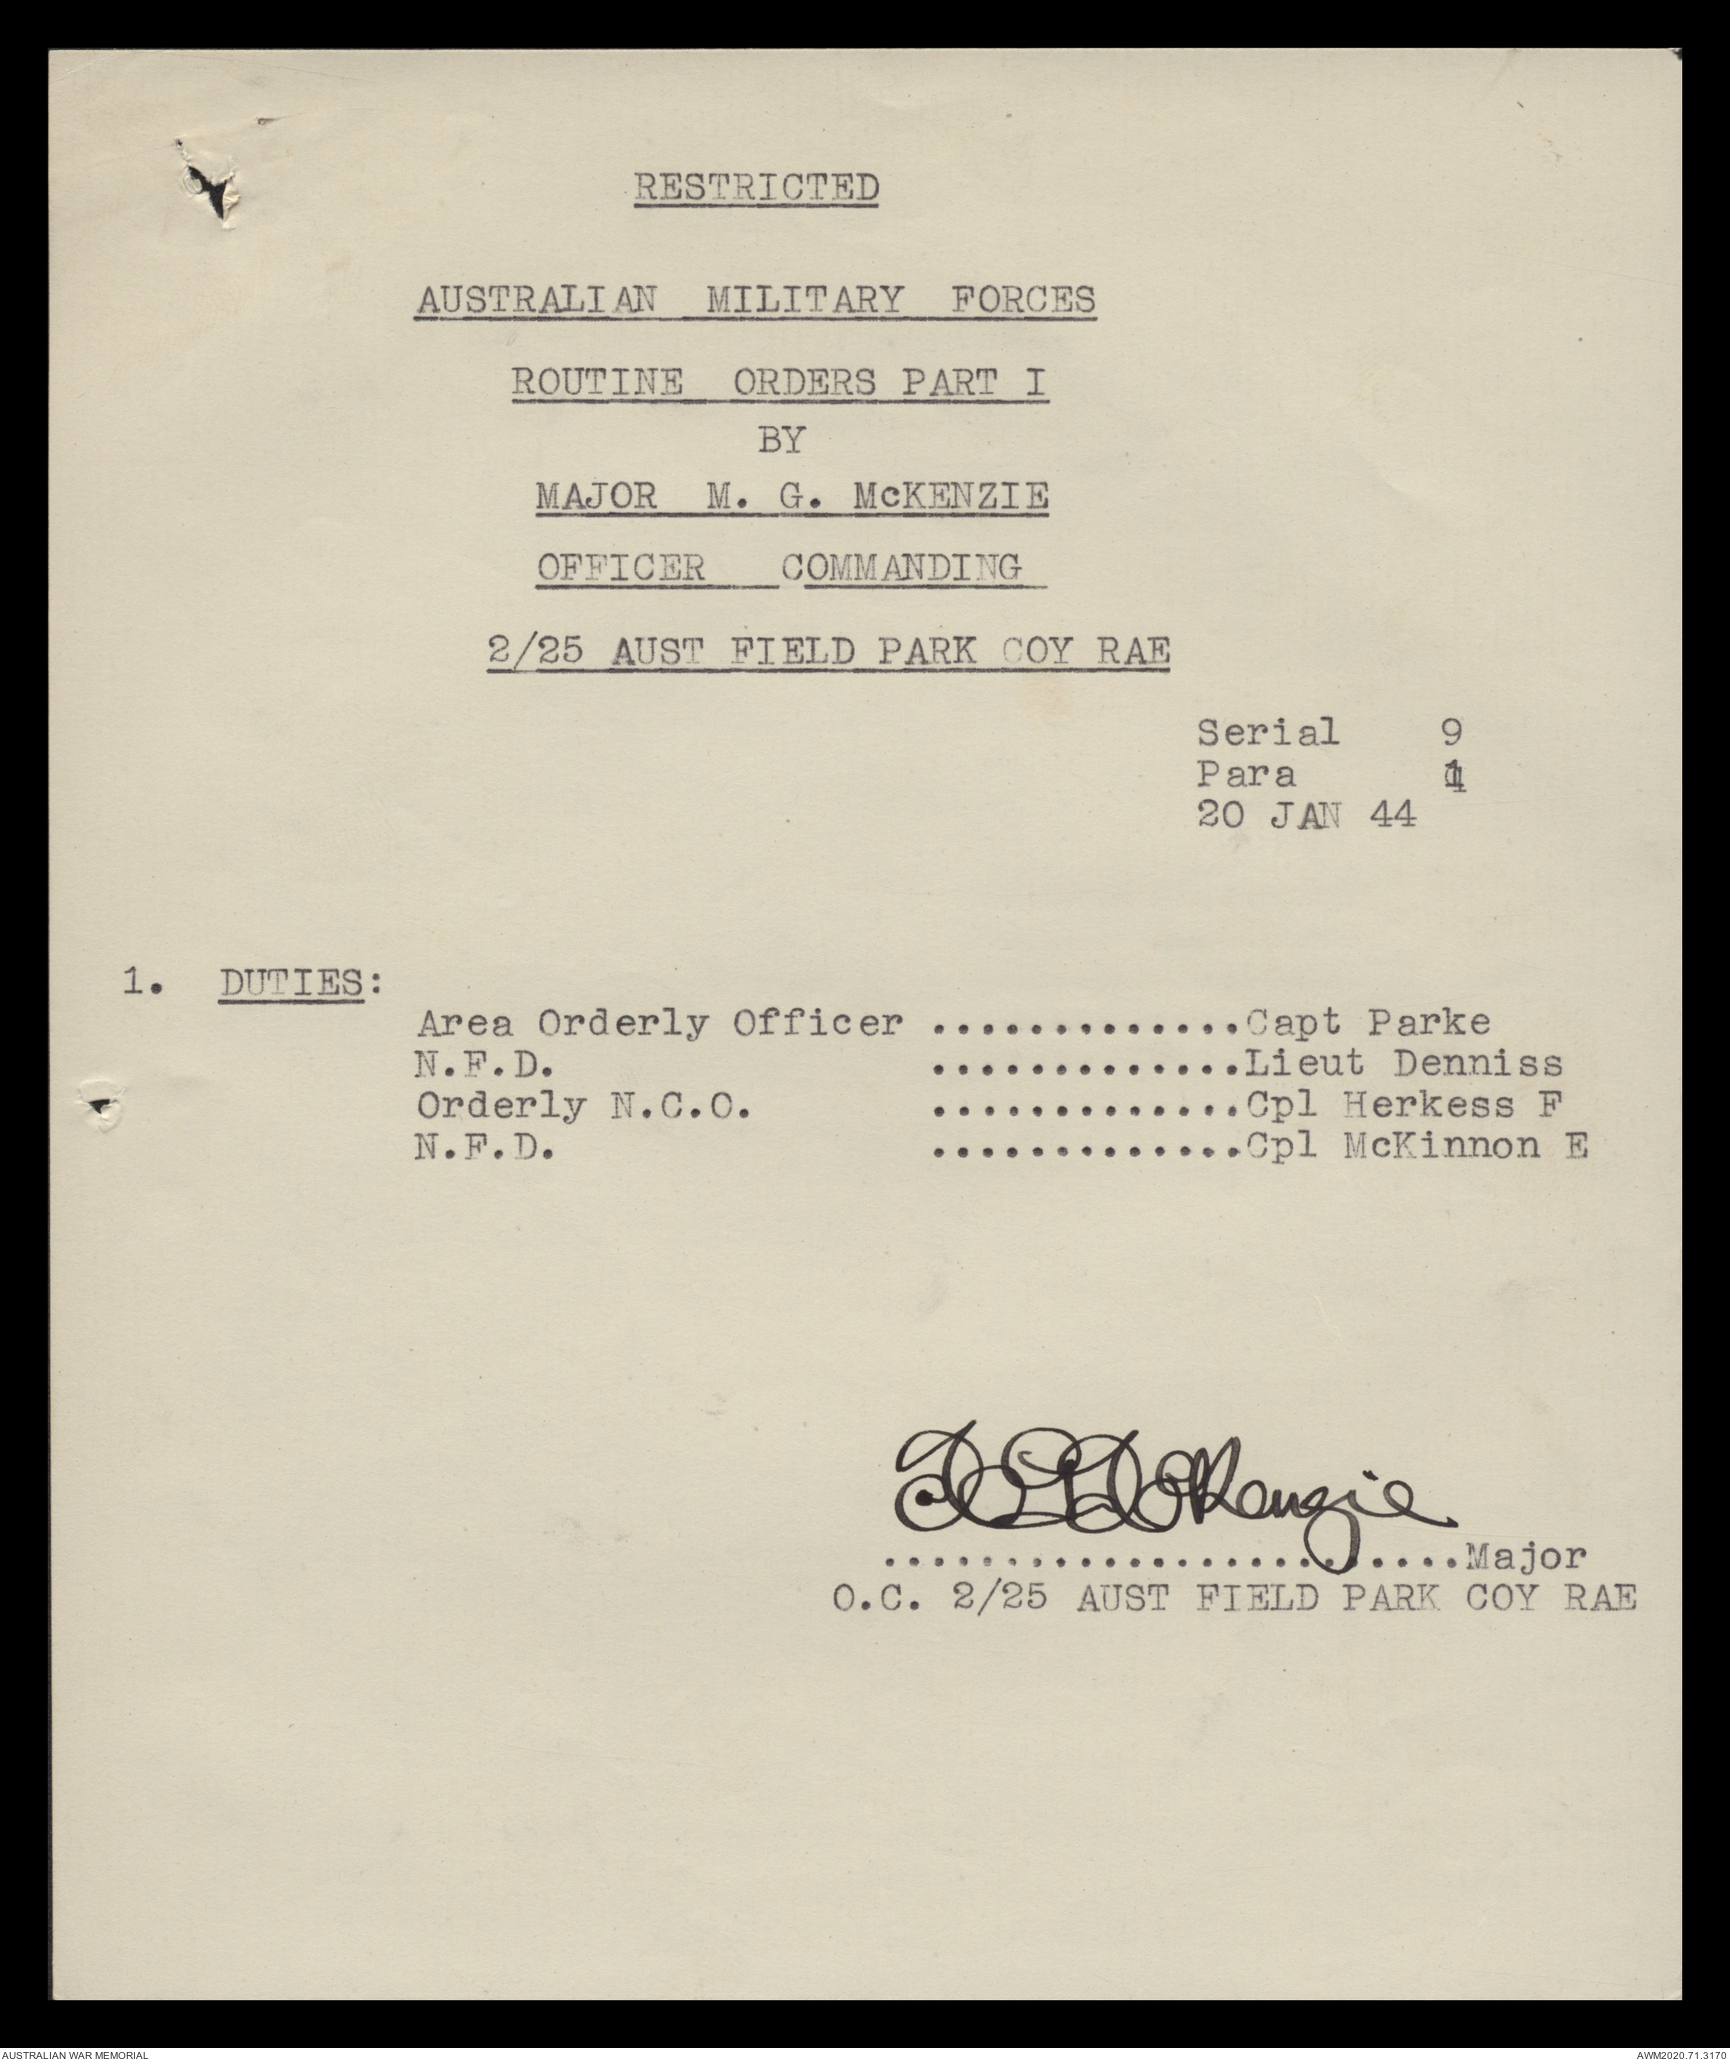 RESTRICTED
AUSTRALIAN MILITARY FORCES
ROUTINE ORDERS PART I
BY
MAJOR M. G. McKENZIE
OFFICER COMMANDING
2/25 AUST FIELD PARK COY RAE
Serial 9
Para
20 JAN 44
1. DUTIES:
Area Orderly Officer .............Capt Parke
N.F.D. .............Lieut Denniss
Orderly N.C.O. .............Cpl Herkess F
N.F.D. .............Cpl McKinnon E
MGMcKenzie
........................Major
O.C. 2/25 AUST FIELD PARK COY RAE
AUSTRALIAN WAR MEMORIAL
AWM2020.71.3170